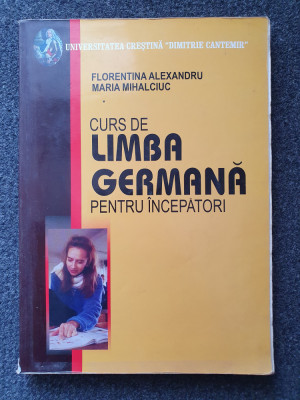 UNIVERSITATEA CREȘTINĂ "DIMITRIE CANTEMIR"
FLORENTINA ALEXANDRU
MARIA MIHALCIUC
CURS DE
LIMBA
GERMANĂ
PENTRU ÎNCEPĂTORI